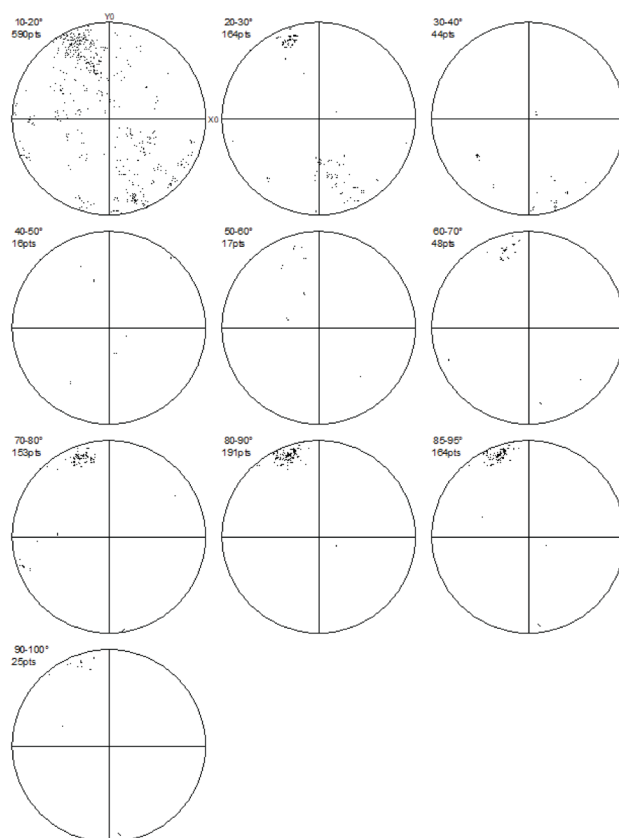 10-20°
590pts
Y0
X0
20-30°
164pts
30-40°
44pts
40-50°
16pts
50-60°
17pts
60-70°
48pts
70-80°
153pts
80-90°
191pts
85-95°
164pts
90-100°
25pts